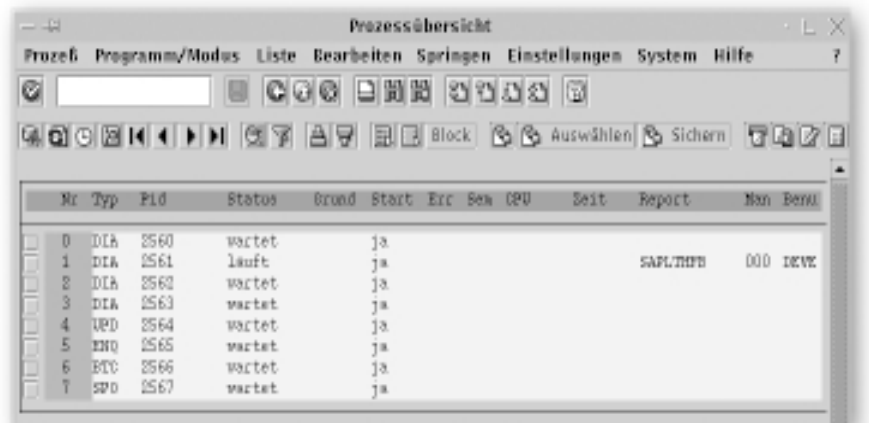 Prozessübersicht
Prozeß Programm/Modus Liste Bearbeiten Springen Einstellungen System Hilfe ?
Block Auswählen Sichern
Nr Typ Pid Status Grund Start Err Sem CPU Zeit Report Man Benu
0 DIA 2560 wartet ja
1 DIA 2561 läuft ja SAPLTHFB 000
2 DIA 2562 wartet ja
3 DIA 2563 wartet ja
4 UPD 2564 wartet ja
5 ENQ 2565 wartet ja
6 BTC 2566 wartet ja
7 SPO 2567 wartet ja